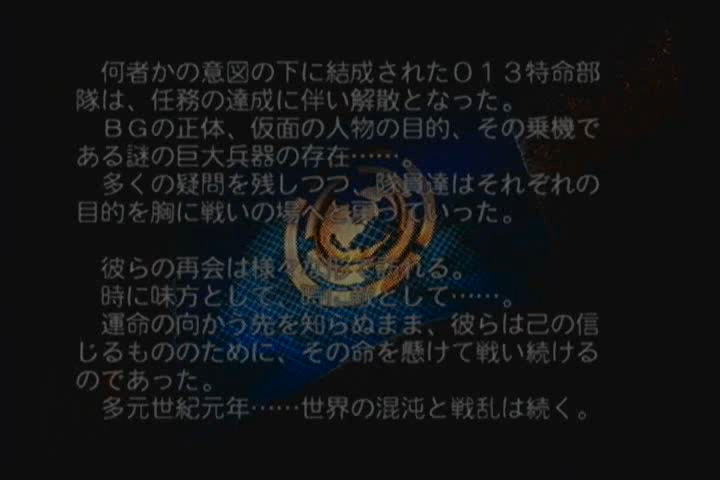 何者かの意図の下に結成された０１３特命部
隊は、任務の達成に伴い解散となった。
ＢＧの正体、仮面の人物の目的、その乗機で
ある謎の巨大兵器の存在……。
多くの疑問を残しつつ、隊員達はそれぞれの
目的を胸に戦いの場へと戻っていった。
彼らの再会は様々な形で訪れる。
時に味方として、時に敵として……。
運命の向かう先を知らぬまま、彼らは己の信
じるもののために、その命を懸けて戦い続ける
のであった。
多元世紀元年……世界の混沌と戦乱は続く。